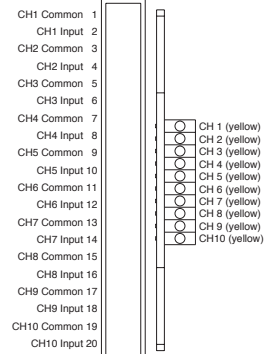 CH1 Common 1
CH1 Input 2
CH2 Common 3
CH2 Input 4
CH3 Common 5
CH3 Input 6
CH4 Common 7
CH4 Input 8
CH5 Common 9
CH5 Input 10
CH6 Common 11
CH6 Input 12
CH7 Common 13
CH7 Input 14
CH8 Common 15
CH8 Input 16
CH9 Common 17
CH9 Input 18
CH10 Common 19
CH10 Input 20
CH 1 (yellow)
CH 2 (yellow)
CH 3 (yellow)
CH 4 (yellow)
CH 5 (yellow)
CH 6 (yellow)
CH 7 (yellow)
CH 8 (yellow)
CH 9 (yellow)
CH10 (yellow)